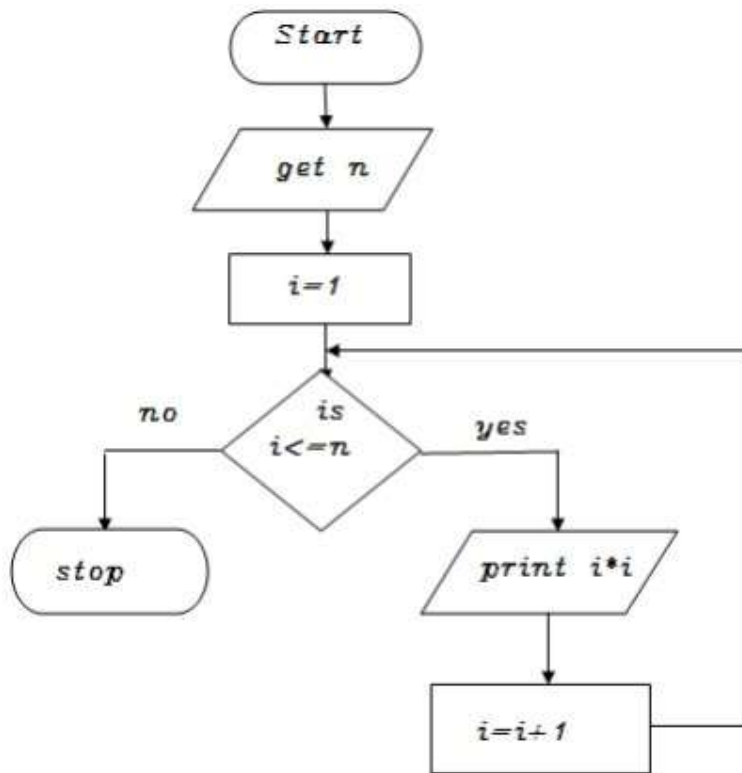 Start
get n
i=1
is
i<=n
no
yes
stop
print i*i
i=i+1